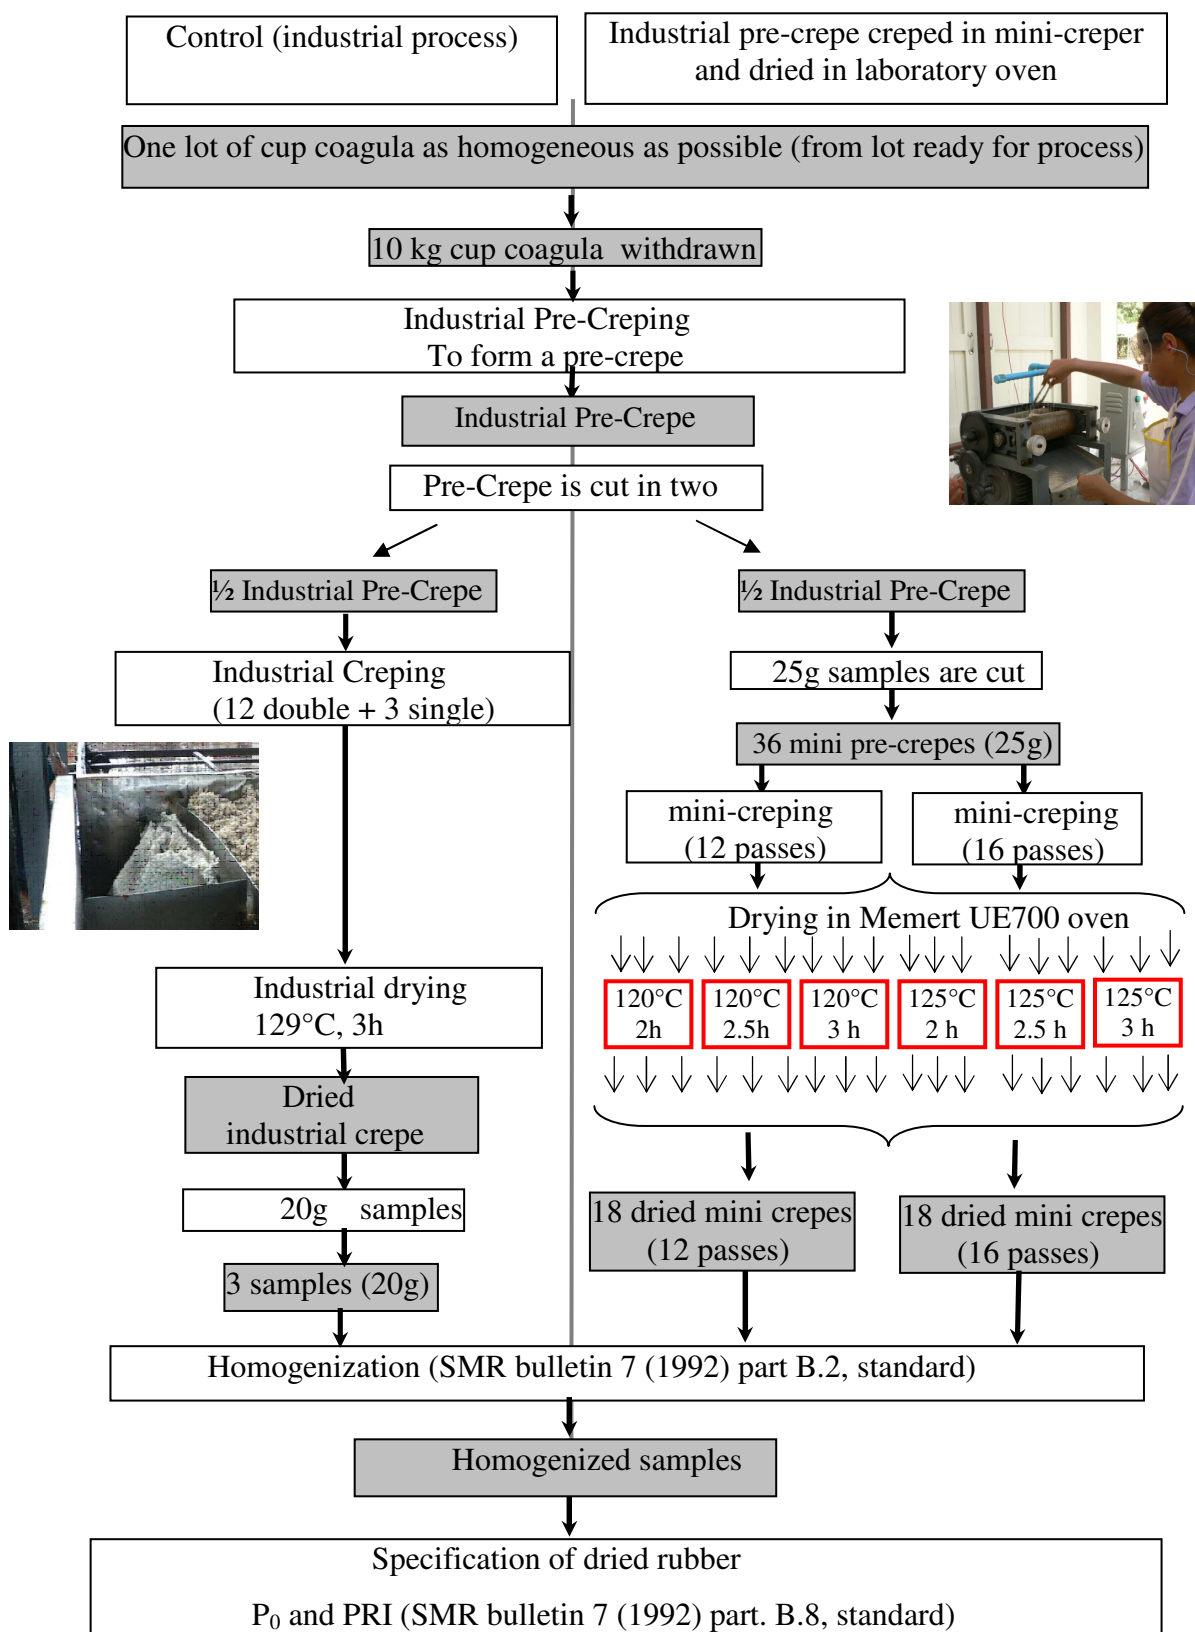 Control (industrial process)
Industrial pre-crepe creped in mini-creper
and dried in laboratory oven
One lot of cup coagula as homogeneous as possible (from lot ready for process)
10 kg cup coagula withdrawn
Industrial Pre-Creping
To form a pre-crepe
Industrial Pre-Crepe
Pre-Crepe is cut in two
½ Industrial Pre-Crepe
½ Industrial Pre-Crepe
Industrial Creping
(12 double + 3 single)
25g samples are cut
36 mini pre-crepes (25g)
mini-creping
(12 passes)
mini-creping
(16 passes)
Drying in Memert UE700 oven
120°C
2h
120°C
2.5h
120°C
3 h
125°C
2 h
125°C
2.5 h
125°C
3 h
Industrial drying
129°C, 3h
Dried
industrial crepe
20g samples
3 samples (20g)
18 dried mini crepes
(12 passes)
18 dried mini crepes
(16 passes)
Homogenization (SMR bulletin 7 (1992) part B.2, standard)
Homogenized samples
Specification of dried rubber
P₀ and PRI (SMR bulletin 7 (1992) part. B.8, standard)